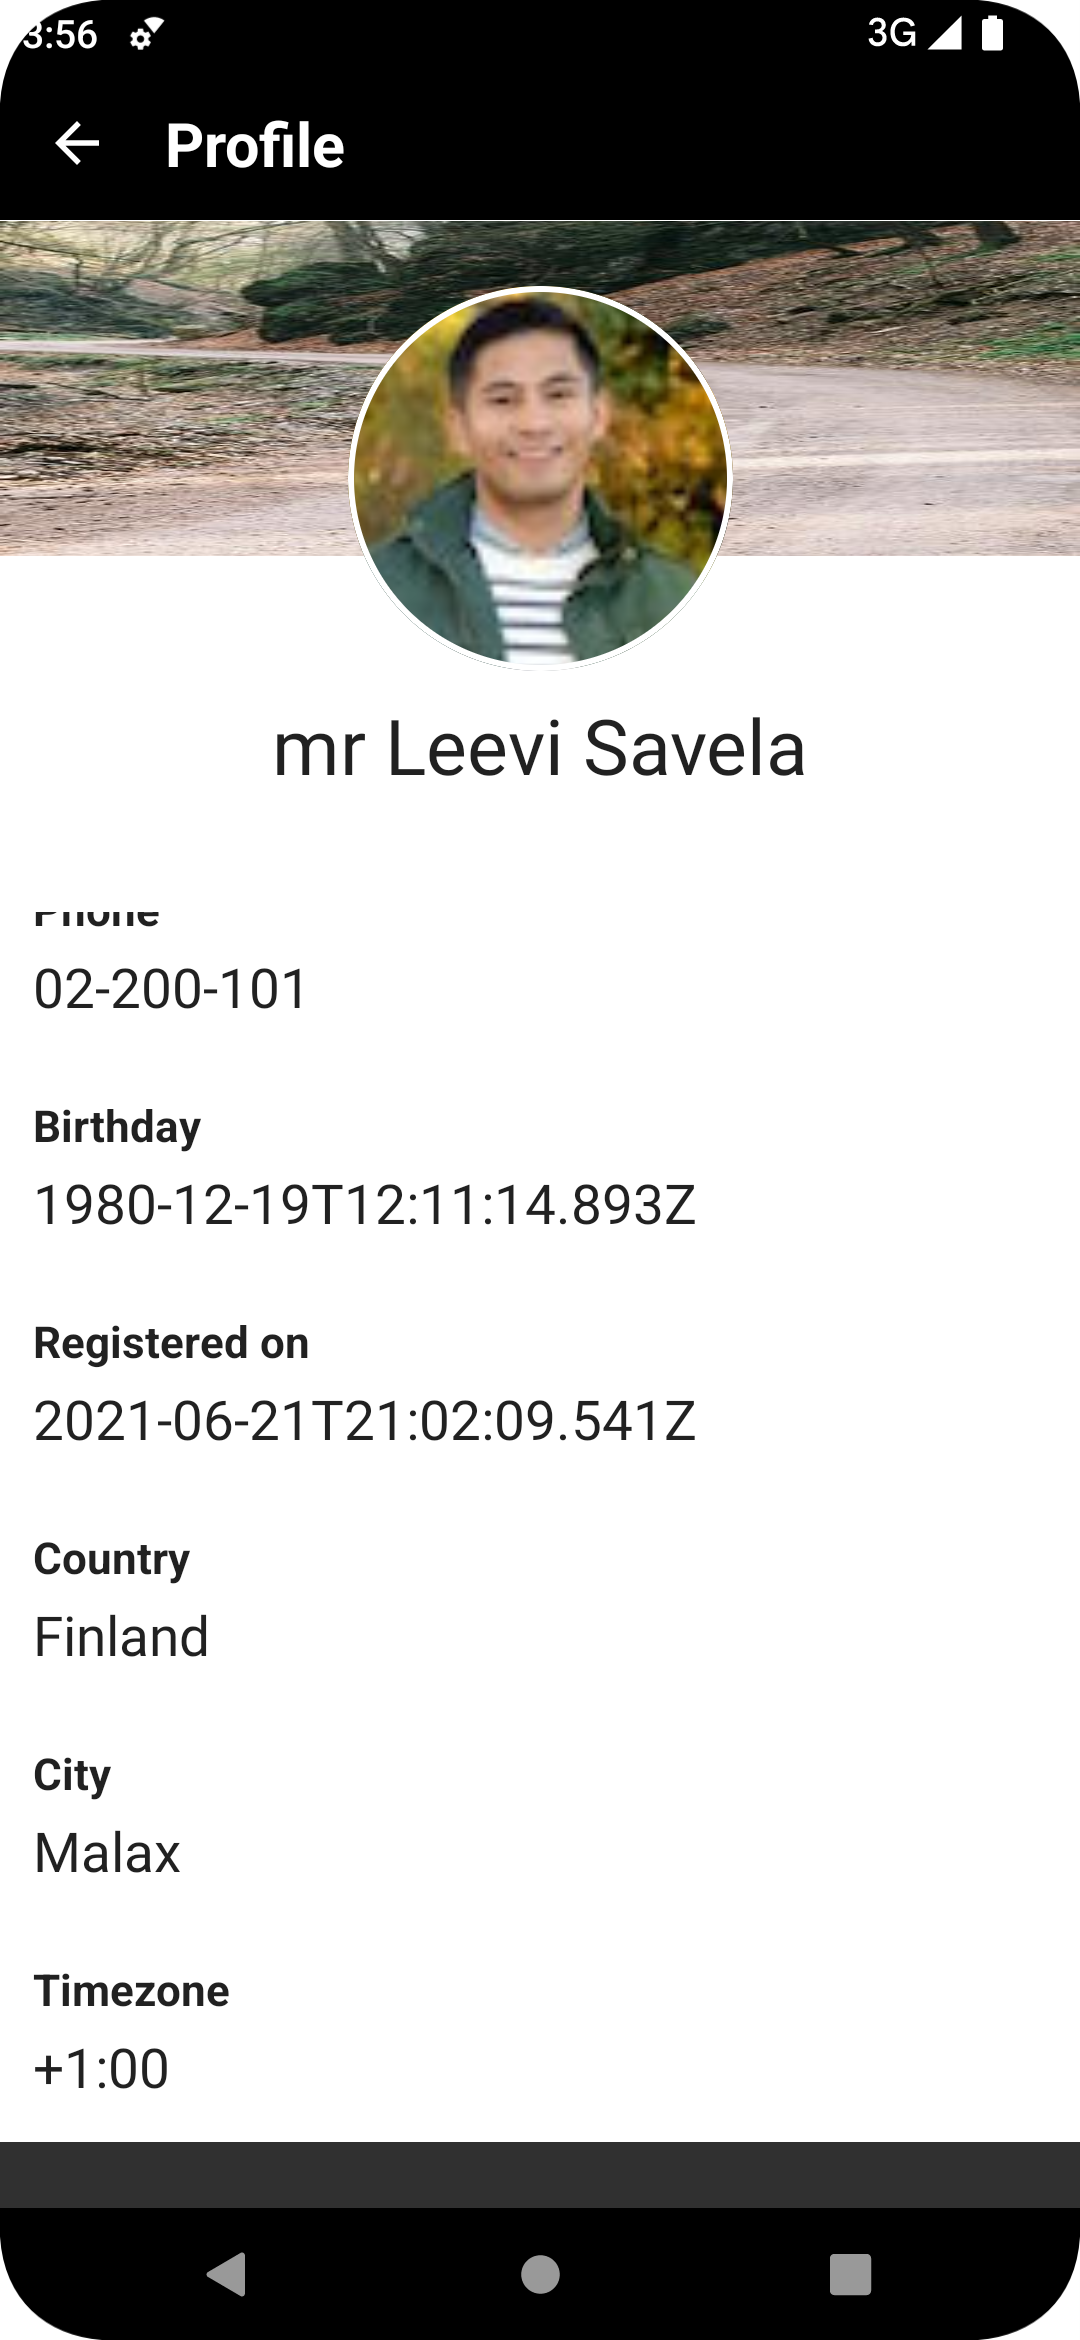 3:56
3G
Profile
mr Leevi Savela
Phone
02-200-101
Birthday
1980-12-19T12:11:14.893Z
Registered on
2021-06-21T21:02:09.541Z
Country
Finland
City
Malax
Timezone
+1:00